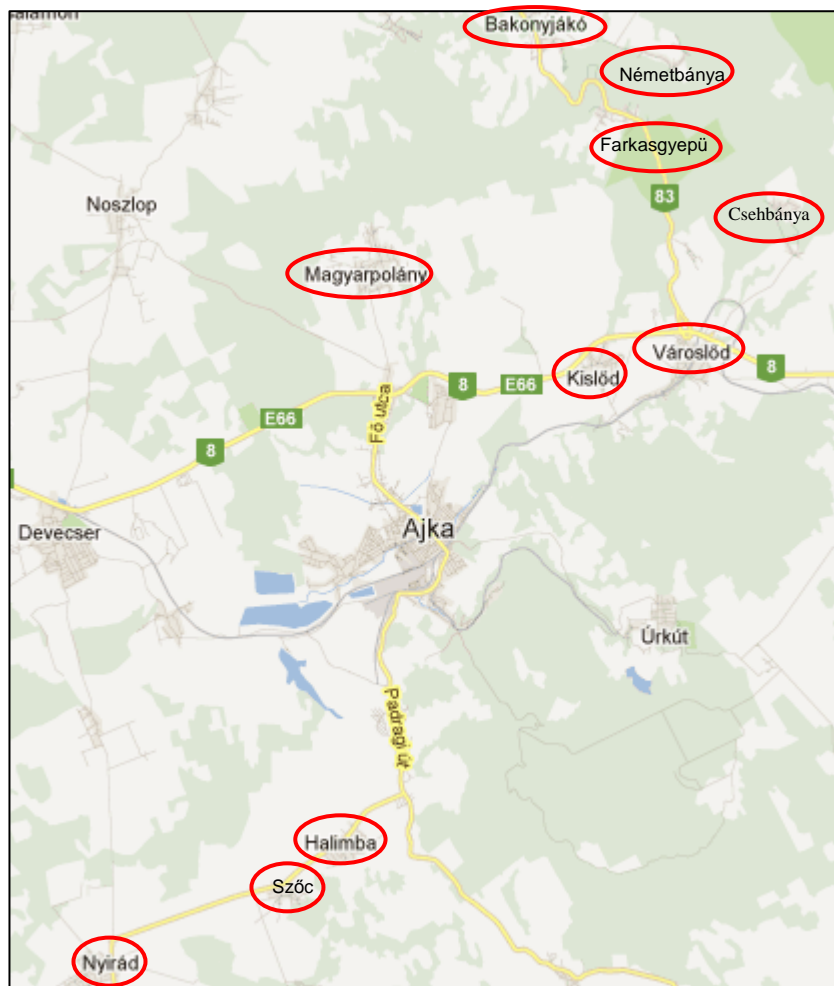 Bakonyjákó
Németbánya
Farkasgyepü
83
Csehbánya
Noszlop
Magyarpolány
Városlőd
Kislőd
8
E66
8
E66
8
Fő utca
Devecser
Ajka
Úrkút
Padragi út
Halimba
Szőc
Nyirád